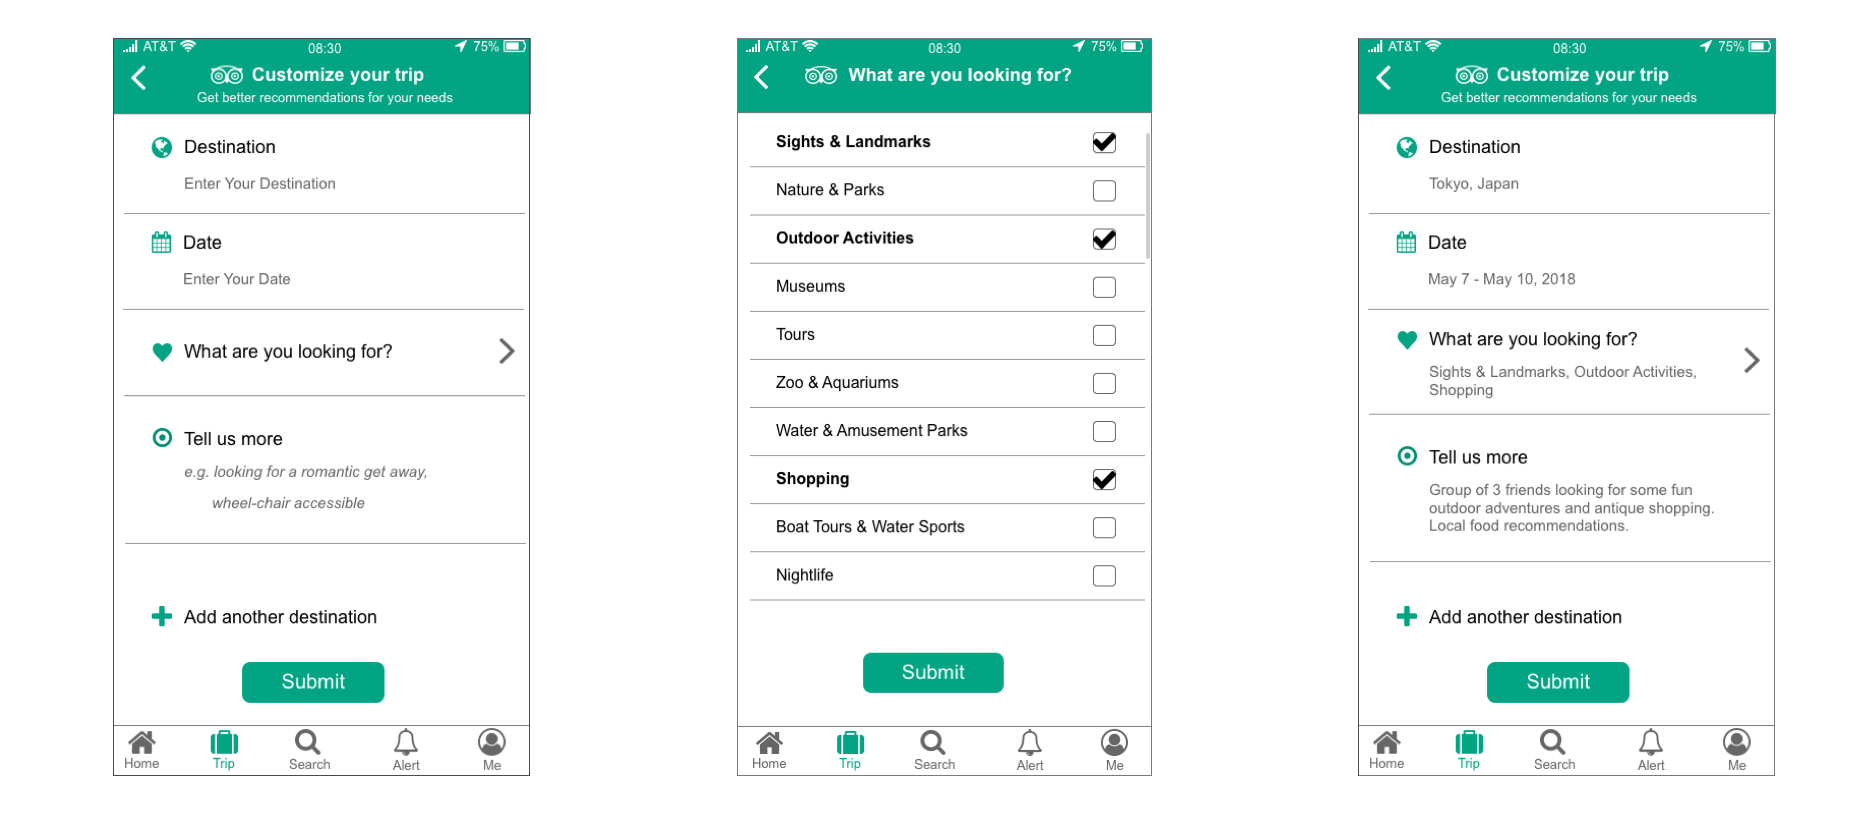 AT&T 08:30 75%
Customize your trip
Get better recommendations for your needs
Destination
Enter Your Destination
Date
Enter Your Date
What are you looking for?
Tell us more
e.g. looking for a romantic get away,
wheel-chair accessible
Add another destination
Submit
Home Trip Search Alert Me
AT&T 08:30 75%
What are you looking for?
Sights & Landmarks
Nature & Parks
Outdoor Activities
Museums
Tours
Zoo & Aquariums
Water & Amusement Parks
Shopping
Boat Tours & Water Sports
Nightlife
Submit
Home Trip Search Alert Me
AT&T 08:30 75%
Customize your trip
Get better recommendations for your needs
Destination
Tokyo, Japan
Date
May 7 - May 10, 2018
What are you looking for?
Sights & Landmarks, Outdoor Activities,
Shopping
Tell us more
Group of 3 friends looking for some fun
outdoor adventures and antique shopping.
Local food recommendations.
Add another destination
Submit
Home Trip Search Alert Me